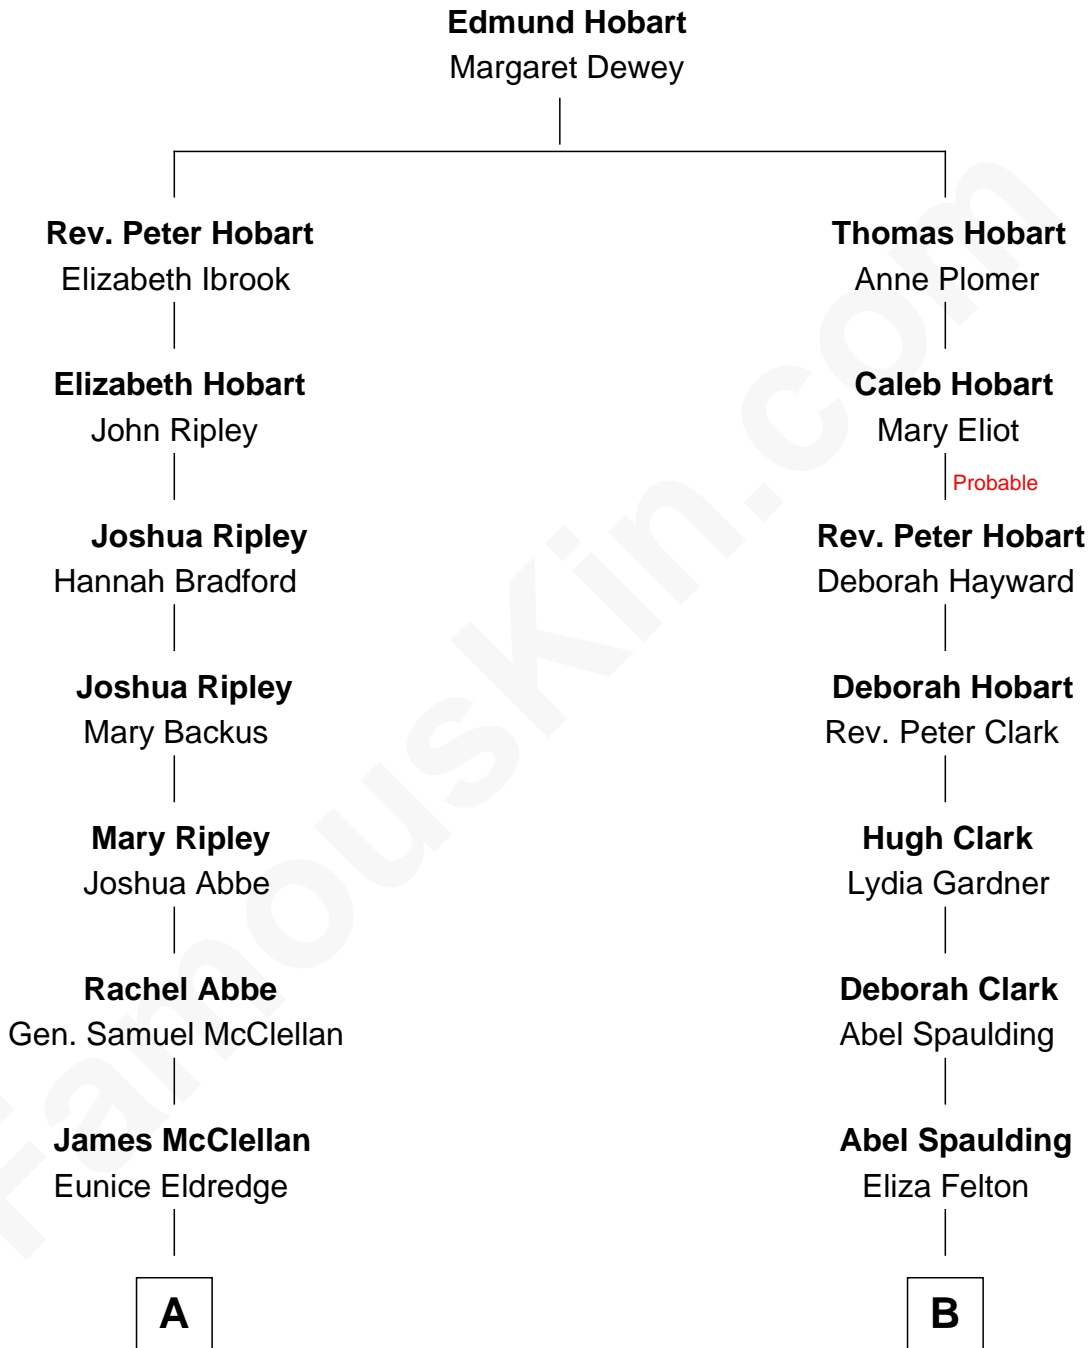 Edmund Hobart
Margaret Dewey
Rev. Peter Hobart
Elizabeth Ibrook
Thomas Hobart
Anne Plomer
Elizabeth Hobart
John Ripley
Caleb Hobart
Mary Eliot
Probable
Joshua Ripley
Hannah Bradford
Rev. Peter Hobart
Deborah Hayward
Joshua Ripley
Mary Backus
Deborah Hobart
Rev. Peter Clark
Mary Ripley
Joshua Abbe
Hugh Clark
Lydia Gardner
Rachel Abbe
Gen. Samuel McClellan
Deborah Clark
Abel Spaulding
James McClellan
Eunice Eldredge
Abel Spaulding
Eliza Felton
A
B
FamousKin.com